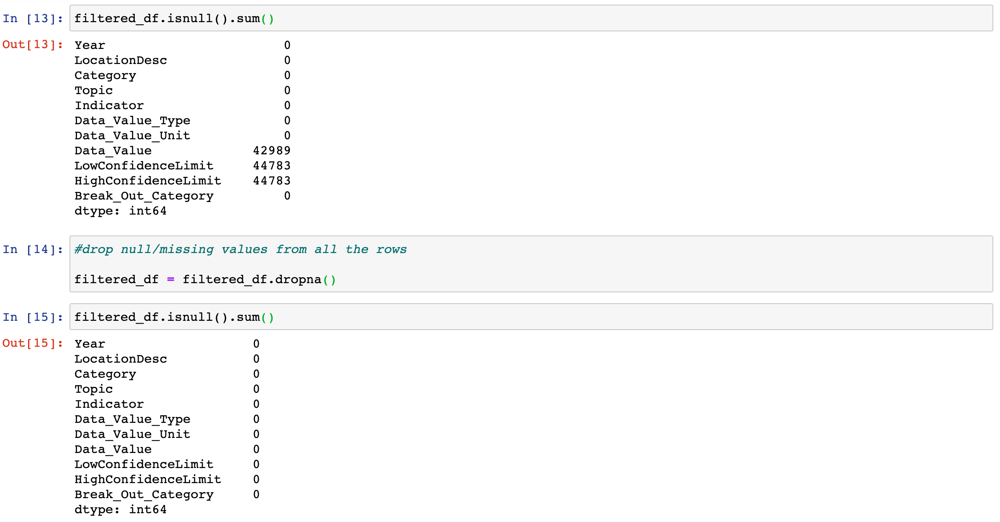 In [13]: filtered_df.isnull().sum()
Out[13]: Year 0
LocationDesc 0
Category 0
Topic 0
Indicator 0
Data_Value_Type 0
Data_Value_Unit 0
Data_Value 42989
LowConfidenceLimit 44783
HighConfidenceLimit 44783
Break_Out_Category 0
dtype: int64
In [14]: #drop null/missing values from all the rows
filtered_df = filtered_df.dropna()
In [15]: filtered_df.isnull().sum()
Out[15]: Year 0
LocationDesc 0
Category 0
Topic 0
Indicator 0
Data_Value_Type 0
Data_Value_Unit 0
Data_Value 0
LowConfidenceLimit 0
HighConfidenceLimit 0
Break_Out_Category 0
dtype: int64